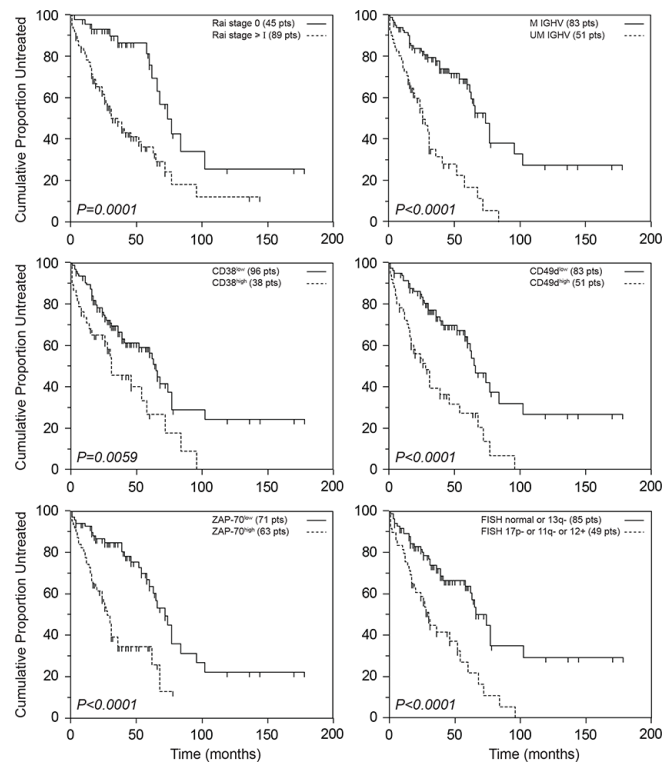 Cumulative Proportion Untreated
100
80
60
40
20
0
Rai stage 0 (45 pts)
Rai stage > I (89 pts)
P=0.0001
0 50 100 150 200
100
80
60
40
20
0
M IGHV (83 pts)
UM IGHV (51 pts)
P<0.0001
0 50 100 150 200
Cumulative Proportion Untreated
100
80
60
40
20
0
CD38low (96 pts)
CD38high (38 pts)
P=0.0059
0 50 100 150 200
100
80
60
40
20
0
CD49dlow (83 pts)
CD49dhigh (51 pts)
P<0.0001
0 50 100 150 200
Cumulative Proportion Untreated
100
80
60
40
20
0
ZAP-70low (71 pts)
ZAP-70high (63 pts)
P<0.0001
0 50 100 150 200
Time (months)
100
80
60
40
20
0
FISH normal or 13q- (85 pts)
FISH 17p- or 11q- or 12+ (49 pts)
P<0.0001
0 50 100 150 200
Time (months)